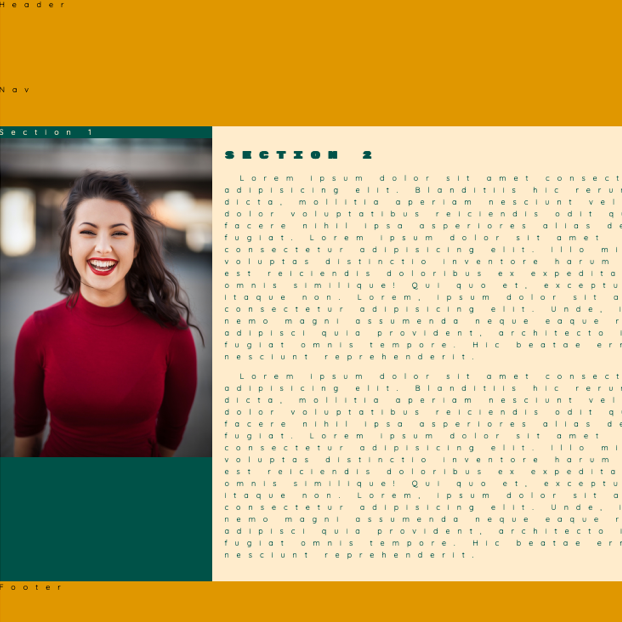 Header
Nav
Section 1
SECTION 2
Lorem ipsum dolor sit amet consect
adipisicing elit. Blanditiis hic rerum
dicta, mollitia aperiam nesciunt vel
dolor voluptatibus reiciendis odit qu
facere nihil ipsa asperiores alias de
fugiat. Lorem ipsum dolor sit amet
consectetur adipisicing elit. Illo mi
voluptas distinctio inventore harum
est reiciendis doloribus ex expedita
omnis similique! Qui quo et, exceptu
itaque non. Lorem, ipsum dolor sit a
consectetur adipisicing elit. Unde, i
nemo magni assumenda neque eaque r
adipisci quia provident, architecto i
fugiat omnis tempore. Hic beatae err
nesciunt reprehenderit.
Lorem ipsum dolor sit amet consect
adipisicing elit. Blanditiis hic rerum
dicta, mollitia aperiam nesciunt vel
dolor voluptatibus reiciendis odit qu
facere nihil ipsa asperiores alias de
fugiat. Lorem ipsum dolor sit amet
consectetur adipisicing elit. Illo mi
voluptas distinctio inventore harum
est reiciendis doloribus ex expedita
omnis similique! Qui quo et, exceptu
itaque non. Lorem, ipsum dolor sit a
consectetur adipisicing elit. Unde, i
nemo magni assumenda neque eaque r
adipisci quia provident, architecto i
fugiat omnis tempore. Hic beatae err
nesciunt reprehenderit.
Footer